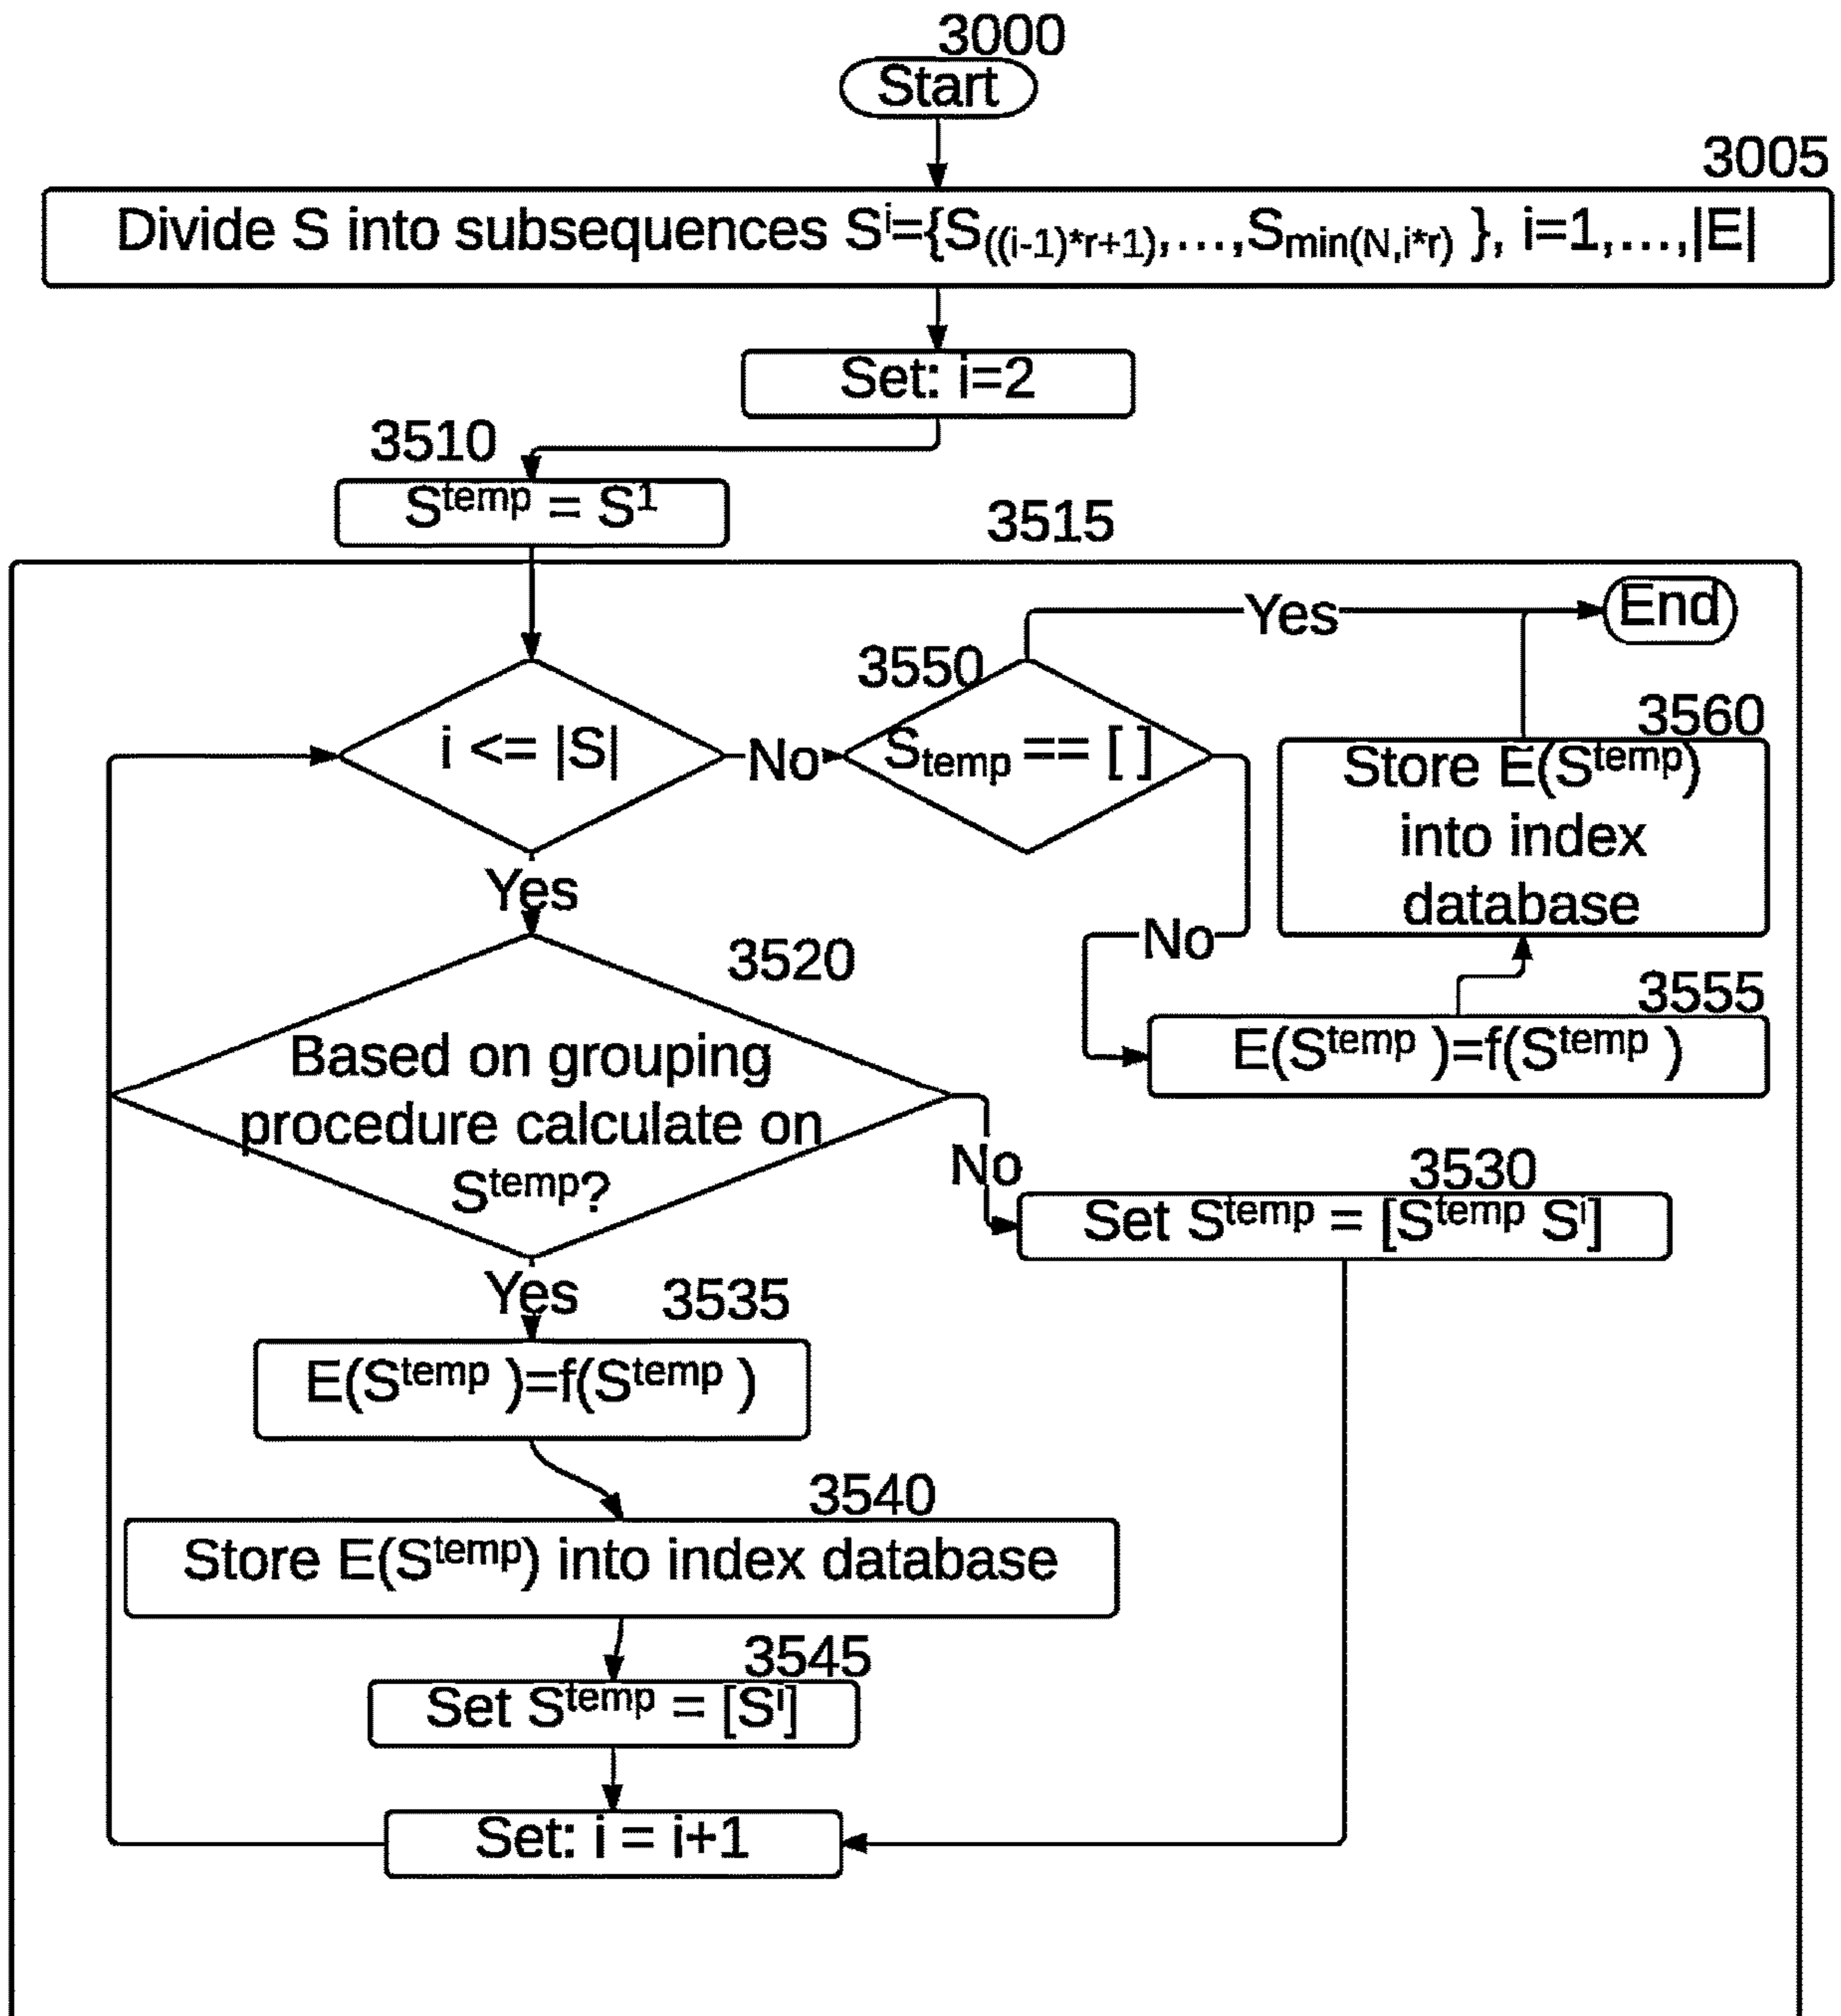 3000
Start
3005
Divide S into subsequences Sⁱ={S₍₍ᵢ₋₁₎*ᵣ₊₁₎,...,Smin(N,i*r) }, i=1,...,|E|
Set: i=2
3510
Stemp = S1
3515
End
Yes
3550
i <= |S|
No
Stemp == [ ]
3560
Store E(Stemp)
into index
database
Yes
No
3520
3555
E(Stemp )=f(Stemp )
Based on grouping
procedure calculate on
Stemp?
No
3530
Set Stemp = [Stemp Si]
Yes
3535
E(Stemp )=f(Stemp )
3540
Store E(Stemp) into index database
3545
Set Stemp = [Si]
Set: i = i+1